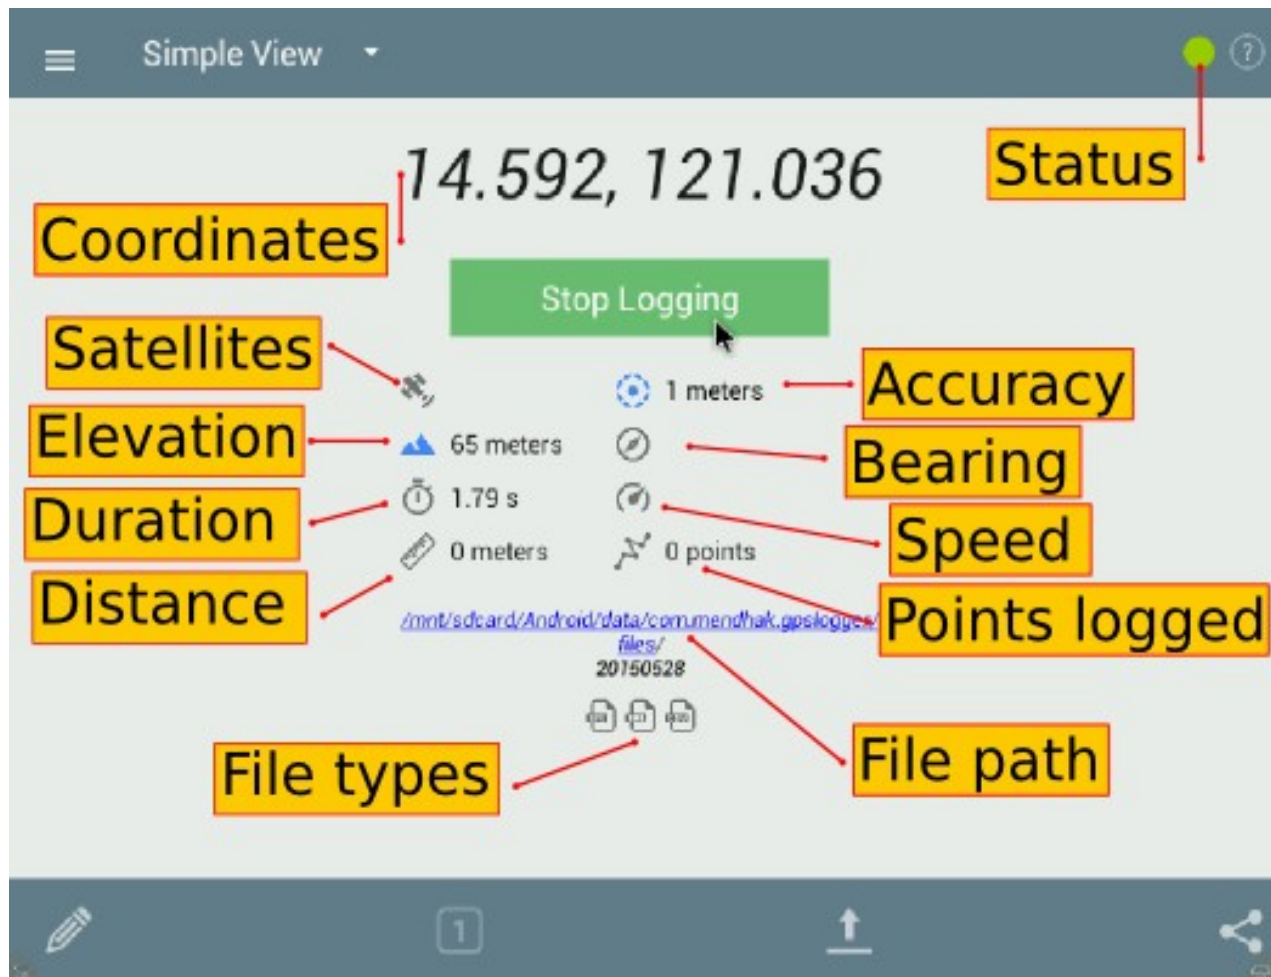 Simple View
?
Status
14.592, 121.036
Coordinates
Stop Logging
Satellites
1 meters
Accuracy
Elevation
65 meters
Bearing
Duration
1.79 s
Speed
Distance
0 meters
0 points
Points logged
/mnt/sdcard/Android/data/com.mendhak.gpslogger/
files/
20150528
File types
File path
1